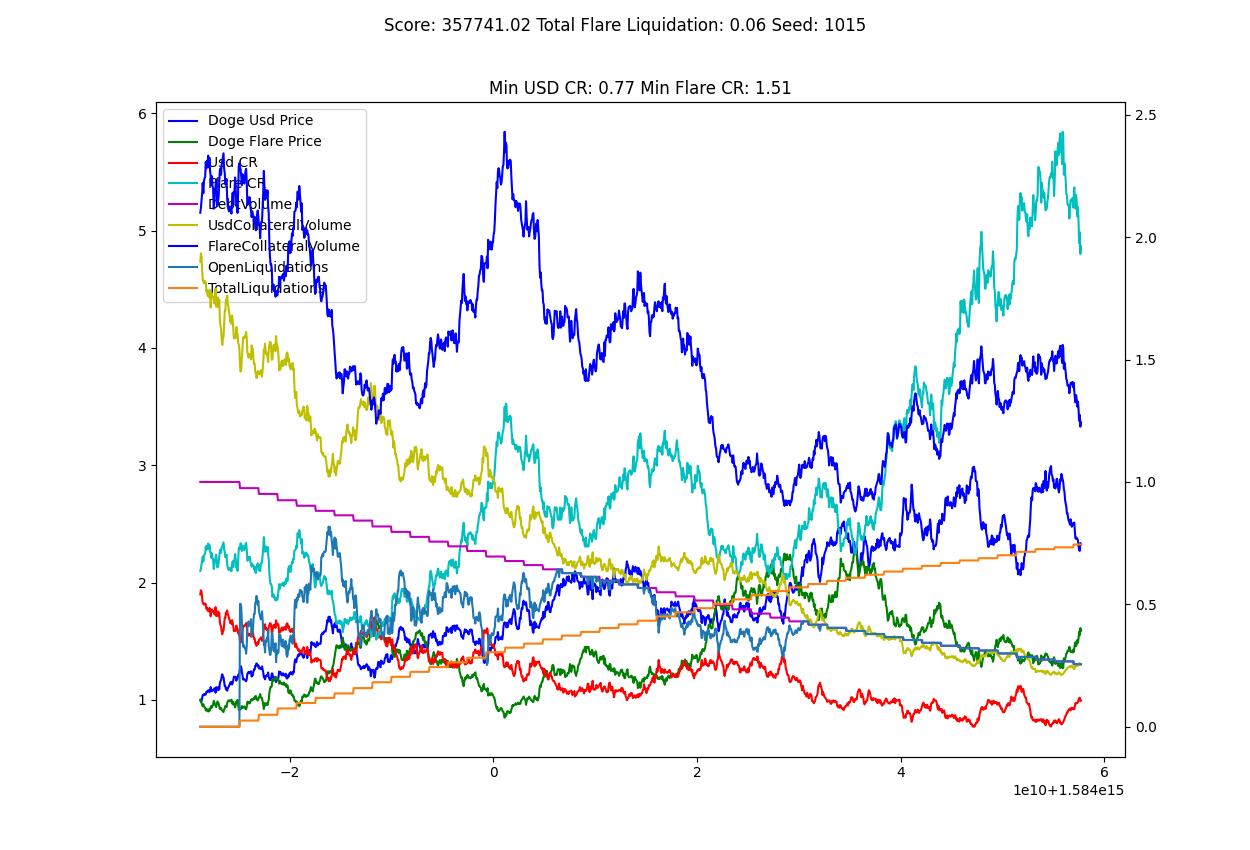 Score: 357741.02 Total Flare Liquidation: 0.06 Seed: 1015
Min USD CR: 0.77 Min Flare CR: 1.51
Doge Usd Price
Doge Flare Price
Usd CR
Flare CR
DebtVolume
UsdCollateralVolume
FlareCollateralVolume
OpenLiquidations
TotalLiquidations
6
5
4
3
2
1
2.5
2.0
1.5
1.0
0.5
0.0
−2 0 2 4 6
1e10+1.584e15